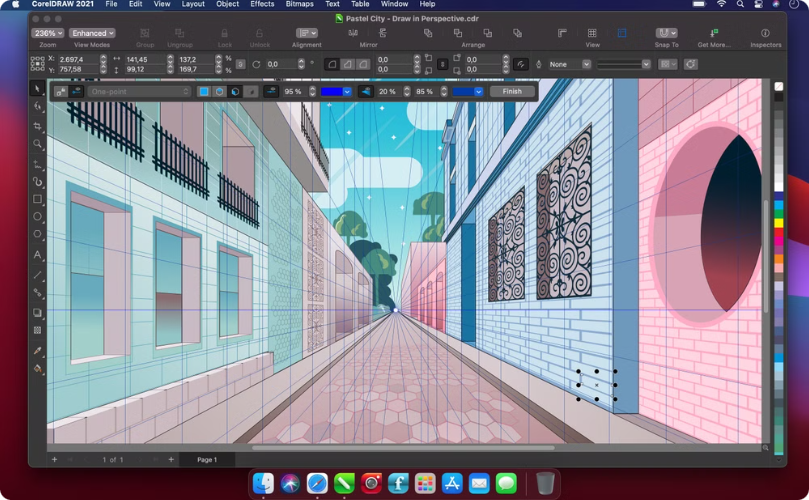 CorelDRAW 2021 File Edit View Layout Object Effects Bitmaps Text Table Window Help
Pastel City - Draw in Perspective.cdr
236% Enhanced
Zoom View Modes Group Ungroup Lock Unlock Alignment Mirror Arrange View Snap To Get More... Inspectors
X: 2.697,4 141,45 137,2 % 0,0 ° 0,0 0,0 None
Y: 757,58 99,12 169,7 % 0,0 0,0
One-point 95 % 20 % 85 % Finish
1 of 1 Page 1